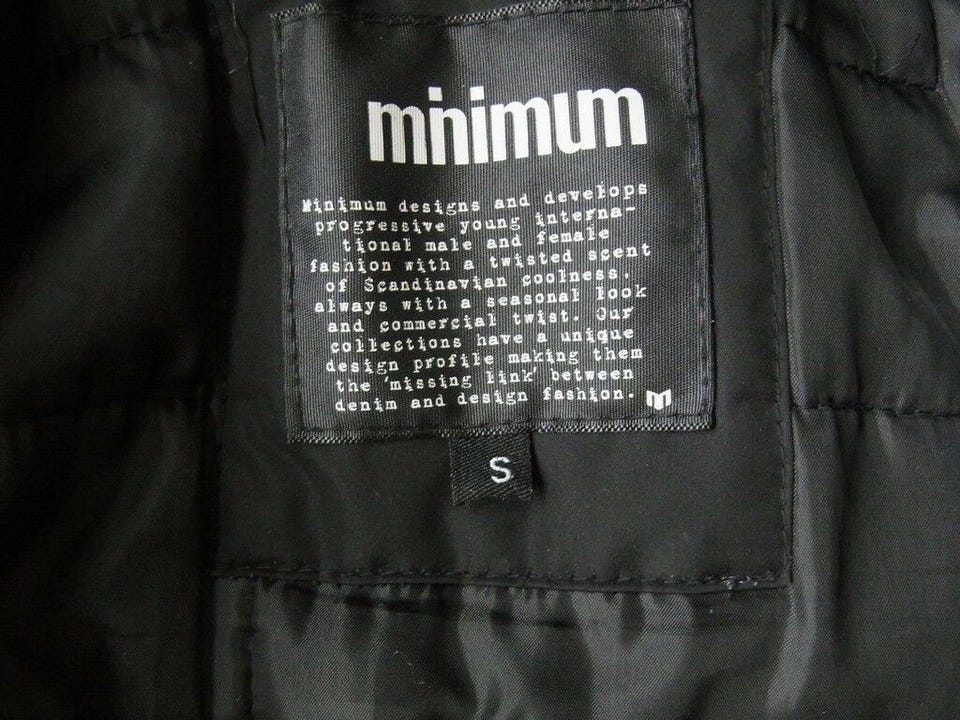 minimum
Minimum designs and develops
progressive young interna-
tional male and female
fashion with a twisted scent
of Scandinavian coolness,
always with a seasonal look
and commercial twist. Our
collections have a unique
design profile making them
the 'missing link' between
denim and design fashion. m
S